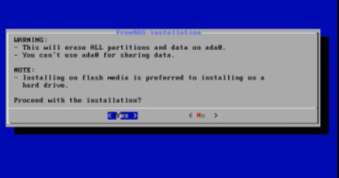 FreeNAS installation
WARNING:
- This will erase ALL partitions and data on ada0.
- You can't use ada0 for sharing data.
NOTE:
- Installing on flash media is preferred to installing on a
hard drive.
Proceed with the installation?
< Yes > < No >